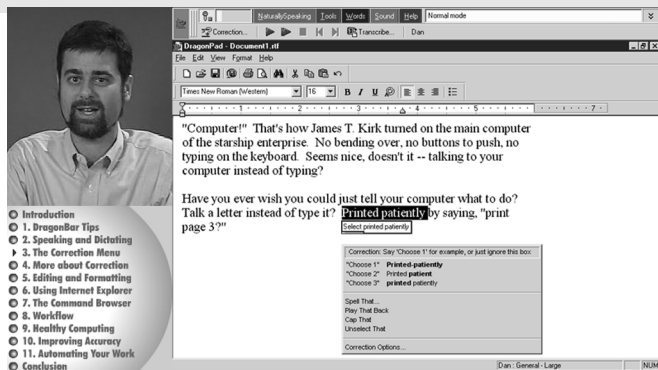 NaturallySpeaking Tools Words Sound Help Normal mode
Correction... Transcribe... Dan
DragonPad - Document1.rtf
File Edit View Format Help
Times New Roman (Western) 16 B I U
1 2 3 4 5 7
"Computer!" That's how James T. Kirk turned on the main computer
of the starship enterprise. No bending over, no buttons to push, no
typing on the keyboard. Seems nice, doesn't it -- talking to your
computer instead of typing?
Have you ever wish you could just tell your computer what to do?
Talk a letter instead of type it? Printed patiently by saying, "print
page 3?"
Select printed patiently
Correction: Say 'Choose 1' for example, or just ignore this box
"Choose 1" Printed-patiently
"Choose 2" Printed patient
"Choose 3" printed patiently
Spell That...
Play That Back
Cap That
Unselect That
Correction Options...
Dan : General - Large NUM
Introduction
1. DragonBar Tips
2. Speaking and Dictating
3. The Correction Menu
4. More about Correction
5. Editing and Formatting
6. Using Internet Explorer
7. The Command Browser
8. Workflow
9. Healthy Computing
10. Improving Accuracy
11. Automating Your Work
Conclusion